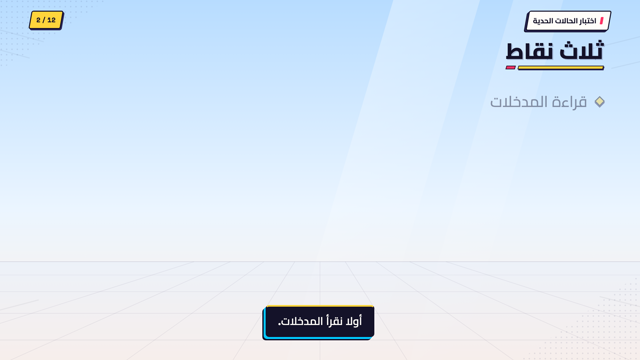 اختبار الحالات الحدية
2 / 12
ثلاث نقاط
قراءة المدخلات
أولا نقرأ المدخلات.